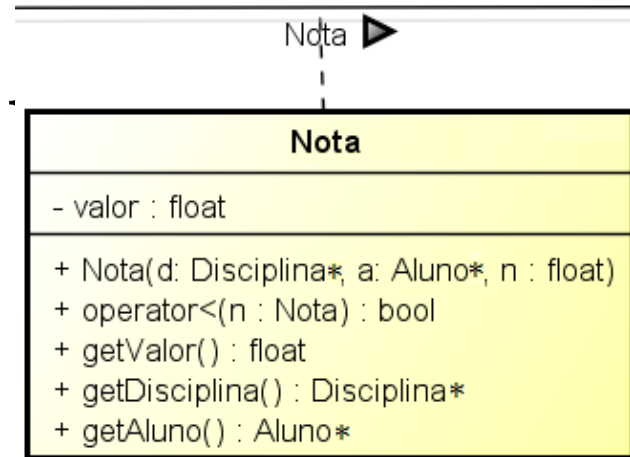 Nota
Nota
- valor : float
+ Nota(d: Disciplina*, a: Aluno*, n : float)
+ operator<(n : Nota) : bool
+ getValor() : float
+ getDisciplina() : Disciplina*
+ getAluno() : Aluno*